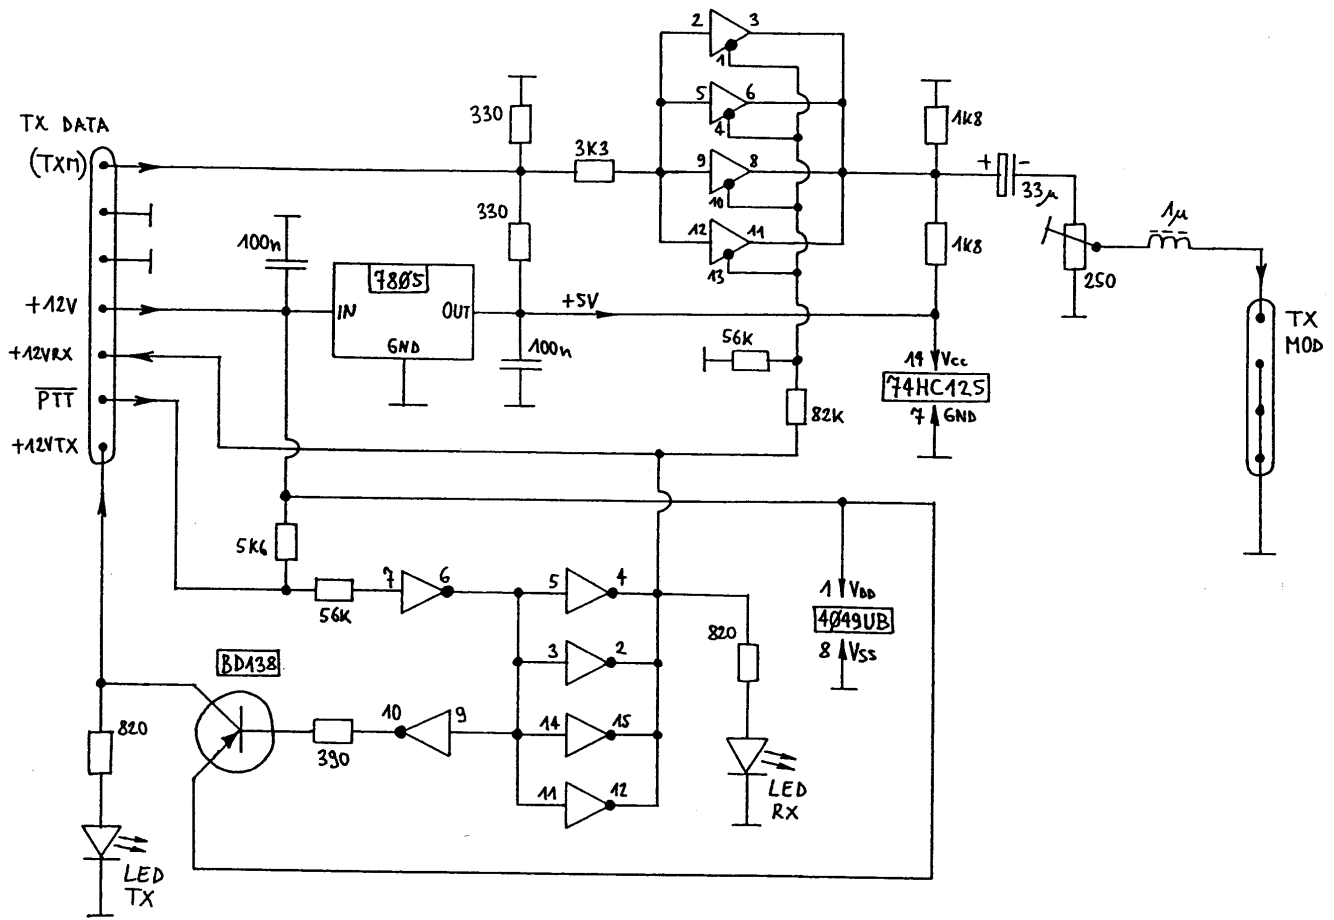 TX DATA
(TXM)
+12V
+12VRX
PTT
+12VTX
330
330
3K3
2
3
1
5
6
4
9
8
10
12
11
13
1K8
1K8
+
-
33µ
250
1µ
TX
MOD
100n
7805
IN
OUT
GND
+5V
100n
56K
82K
14 Vcc
74HC125
7 GND
5K6
56K
7
6
5
4
3
2
14
15
11
12
10
9
390
BD138
820
LED
TX
820
LED
RX
1 VDD
4049UB
8 VSS